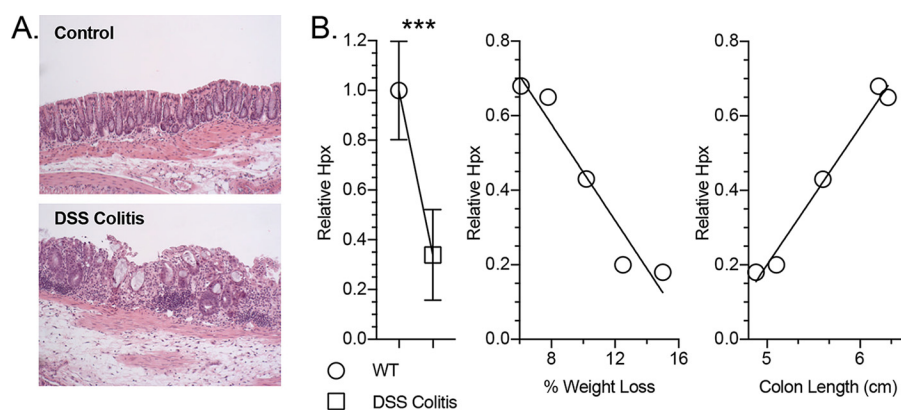 A.
Control
DSS Colitis
B.
***
Relative Hpx
1.2
1.0
0.8
0.6
0.4
0.2
0.0
WT
DSS Colitis
Relative Hpx
0.8
0.6
0.4
0.2
0.0
8 12 16
% Weight Loss
Relative Hpx
0.8
0.6
0.4
0.2
0.0
5 6
Colon Length (cm)